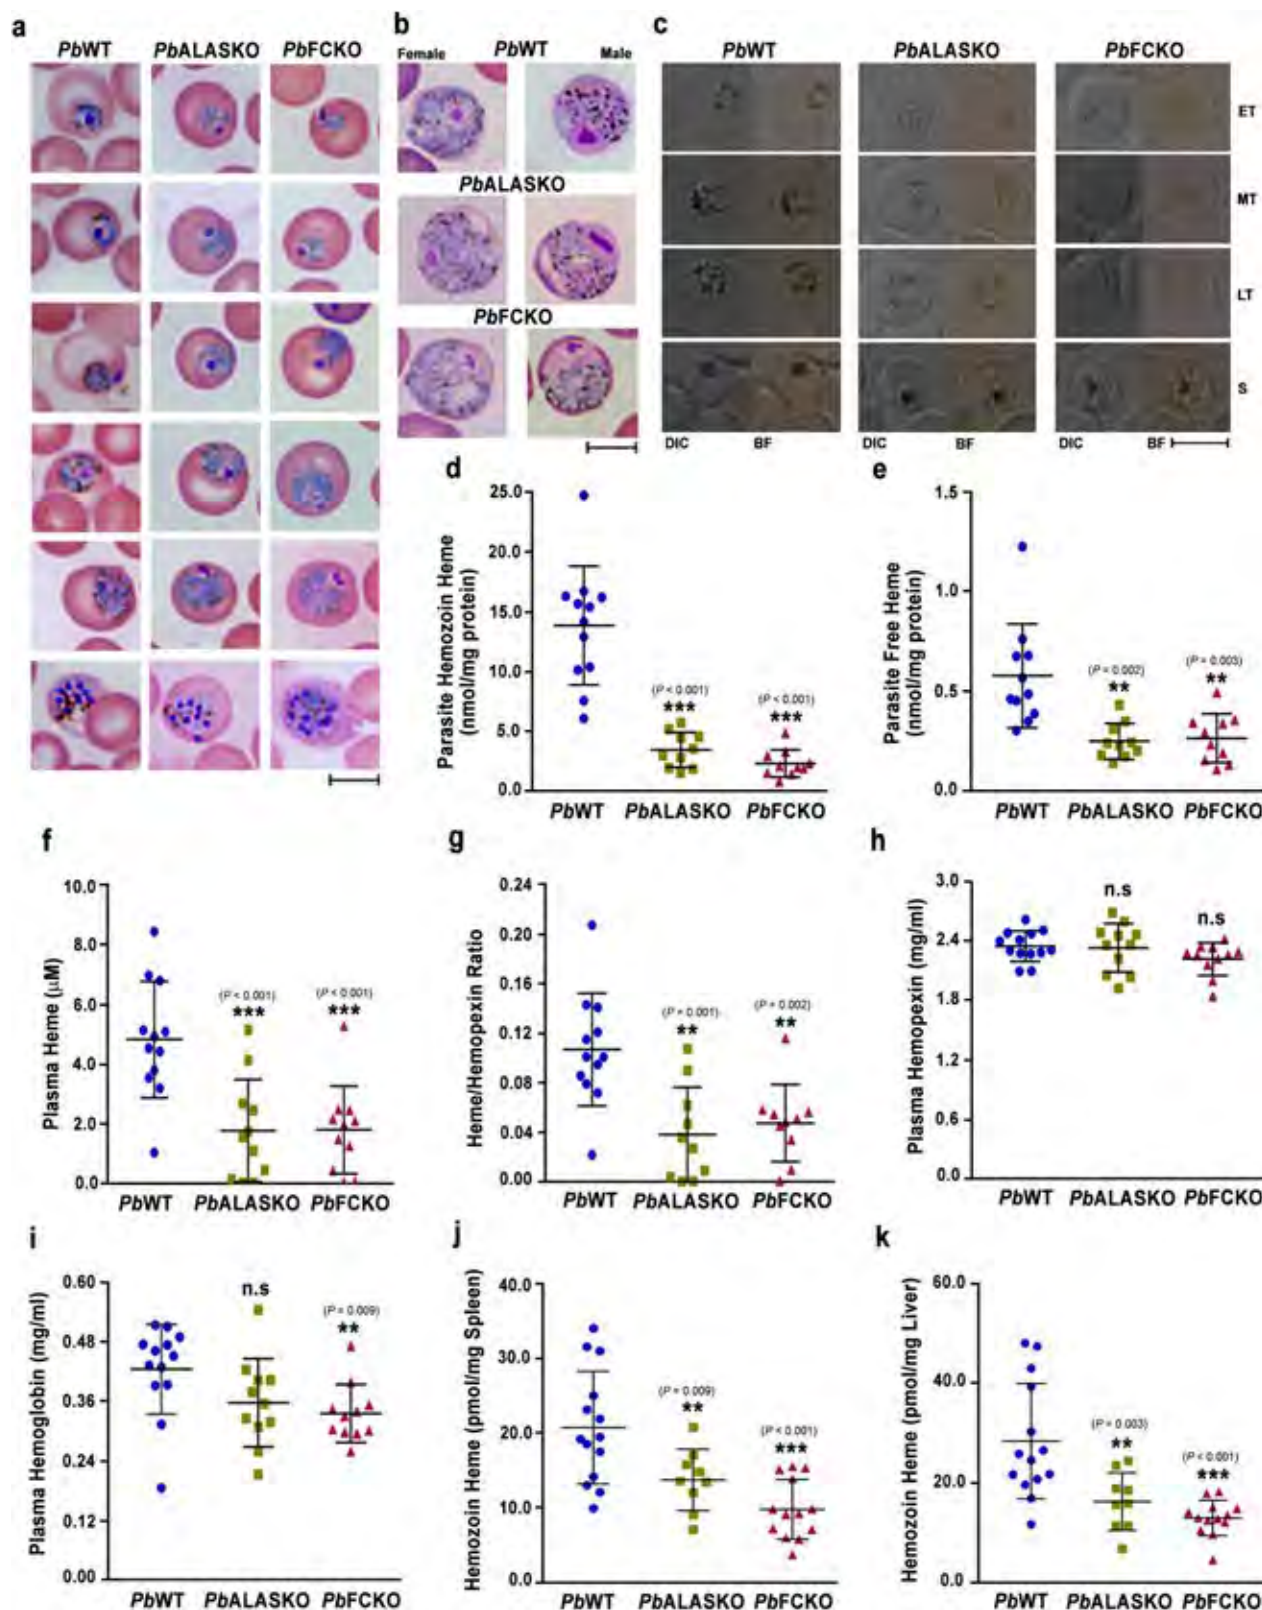 a
PbWT PbALASKO PbFCKO
b
Female PbWT Male
PbALASKO
PbFCKO
c
PbWT PbALASKO PbFCKO
ET
MT
LT
S
DIC BF DIC BF DIC BF
d
Parasite Hemozoin Heme
(nmol/mg protein)
25.0
20.0
15.0
10.0
5.0
0.0
(P < 0.001)
***
(P < 0.001)
***
PbWT PbALASKO PbFCKO
e
Parasite Free Heme
(nmol/mg protein)
1.5
1.0
0.5
0.0
(P = 0.002)
**
(P = 0.003)
**
PbWT PbALASKO PbFCKO
f
Plasma Heme (µM)
10.0
8.0
6.0
4.0
2.0
0.0
(P < 0.001)
***
(P < 0.001)
***
PbWT PbALASKO PbFCKO
g
Heme/Hemopexin Ratio
0.24
0.20
0.16
0.12
0.08
0.04
0.00
(P = 0.001)
**
(P = 0.002)
**
PbWT PbALASKO PbFCKO
h
Plasma Hemopexin (mg/ml)
3.0
2.4
1.8
1.2
0.6
0.0
n.s
n.s
PbWT PbALASKO PbFCKO
i
Plasma Hemoglobin (mg/ml)
0.60
0.48
0.36
0.24
0.12
0.00
n.s
(P = 0.009)
**
PbWT PbALASKO PbFCKO
j
Hemozoin Heme (pmol/mg Spleen)
40.0
30.0
20.0
10.0
0.0
(P = 0.009)
**
(P < 0.001)
***
PbWT PbALASKO PbFCKO
k
Hemozoin Heme (pmol/mg Liver)
60.0
40.0
20.0
0.0
(P = 0.003)
**
(P < 0.001)
***
PbWT PbALASKO PbFCKO